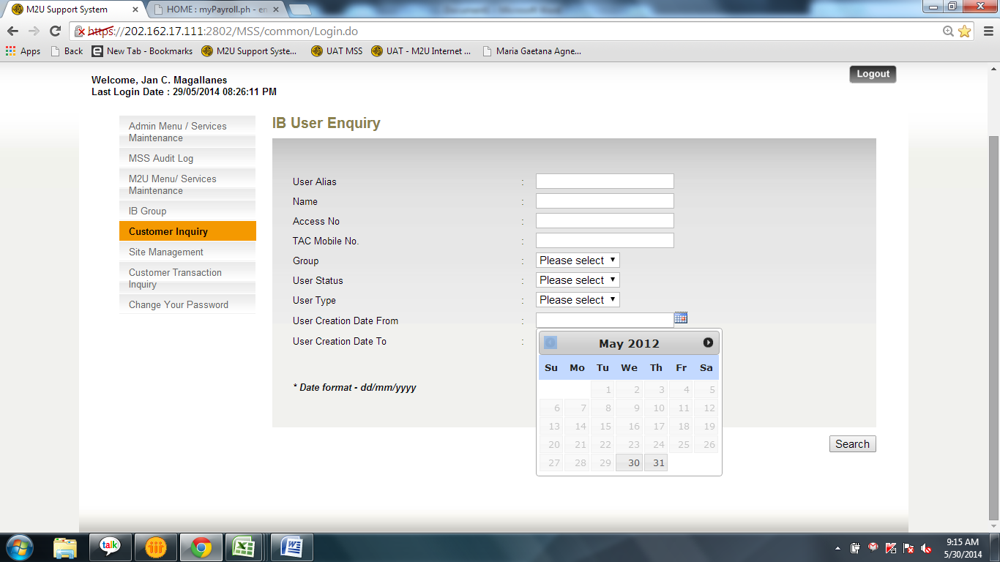 M2U Support System
HOME : myPayroll.ph - en
https://202.162.17.111:2802/MSS/common/Login.do
Apps Back New Tab - Bookmarks M2U Support Syste... UAT MSS UAT - M2U Internet ... Maria Gaetana Agne...
Welcome, Jan C. Magallanes
Last Login Date : 29/05/2014 08:26:11 PM
Logout
Admin Menu / Services
Maintenance
MSS Audit Log
M2U Menu/ Services
Maintenance
IB Group
Customer Inquiry
Site Management
Customer Transaction
Inquiry
Change Your Password
IB User Enquiry
User Alias :
Name :
Access No :
TAC Mobile No. :
Group : Please select
User Status : Please select
User Type : Please select
User Creation Date From :
User Creation Date To :
* Date format - dd/mm/yyyy
May 2012
Su Mo Tu We Th Fr Sa
1 2 3 4 5
6 7 8 9 10 11 12
13 14 15 16 17 18 19
20 21 22 23 24 25 26
27 28 29 30 31
Search
talk
9:15 AM
5/30/2014